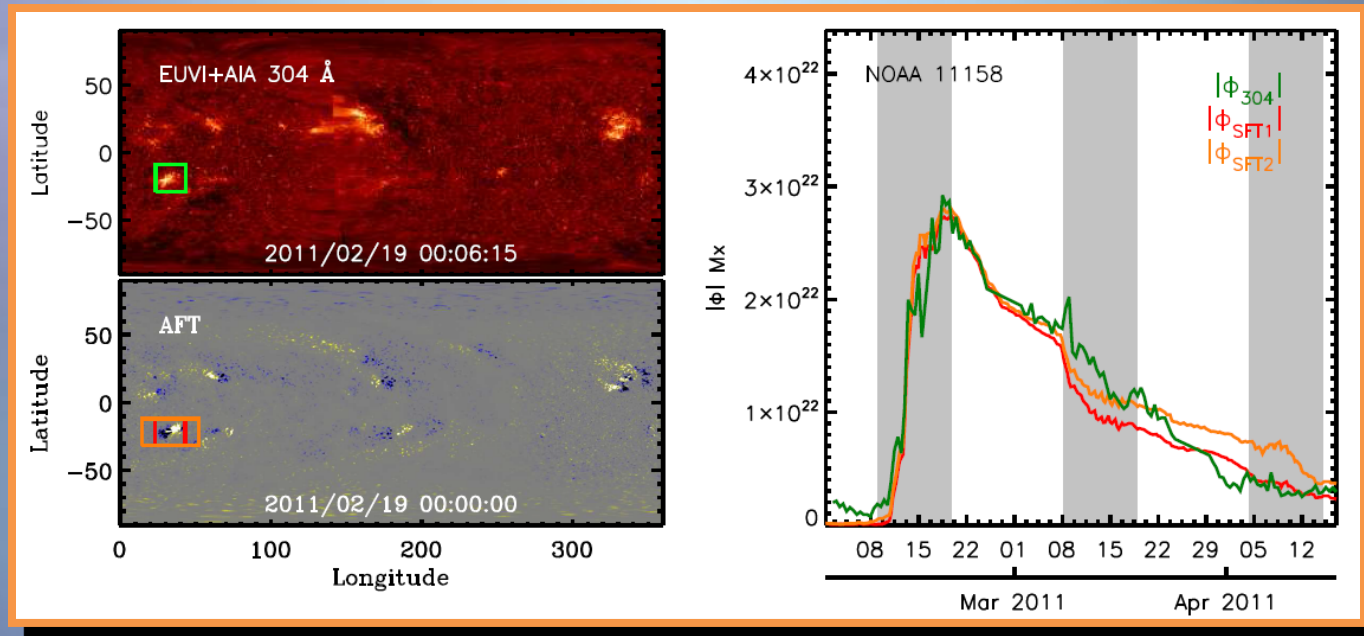 EUVI+AIA 304 Å
50
0
−50
Latitude
2011/02/19 00:06:15
AFT
50
0
−50
Latitude
2011/02/19 00:00:00
0 100 200 300
Longitude
NOAA 11158
|ϕ304|
|ϕSFT1|
|ϕSFT2|
4×10²²
3×10²²
2×10²²
1×10²²
0
|ϕ| Mx
08 15 22 01 08 15 22 29 05 12
Mar 2011 Apr 2011